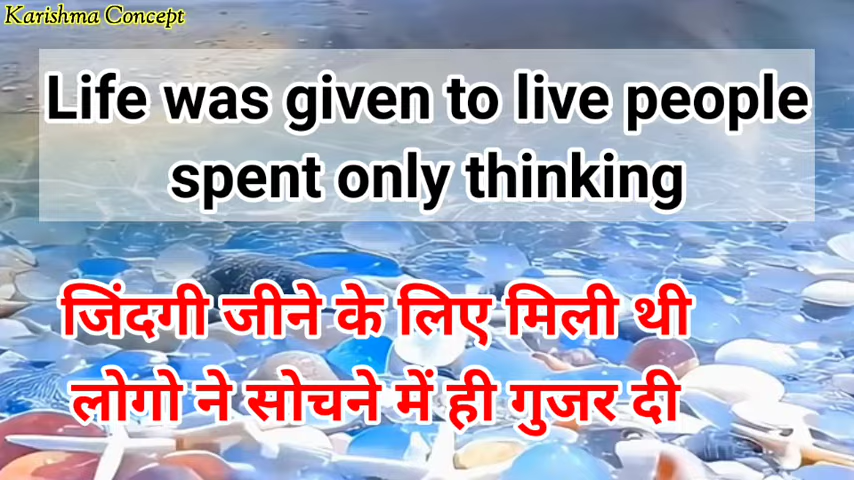 Karishma Concept
Life was given to live people
spent only thinking
जिंदगी जीने के लिए मिली थी
लोगो ने सोचने में ही गुजर दी